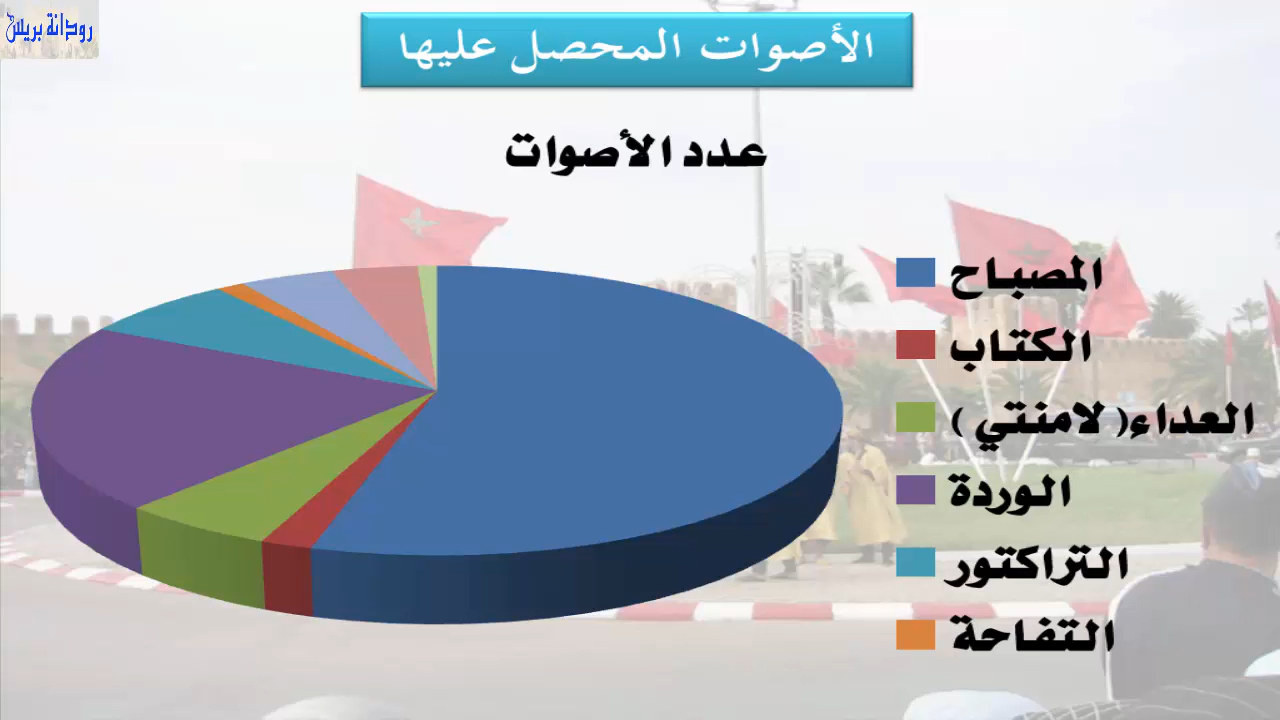 رودانة بريس
الأصوات المحصل عليها
عدد الأصوات
المصباح
الكتاب
العداء( لامنتي )
الوردة
التراكتور
التفاحة